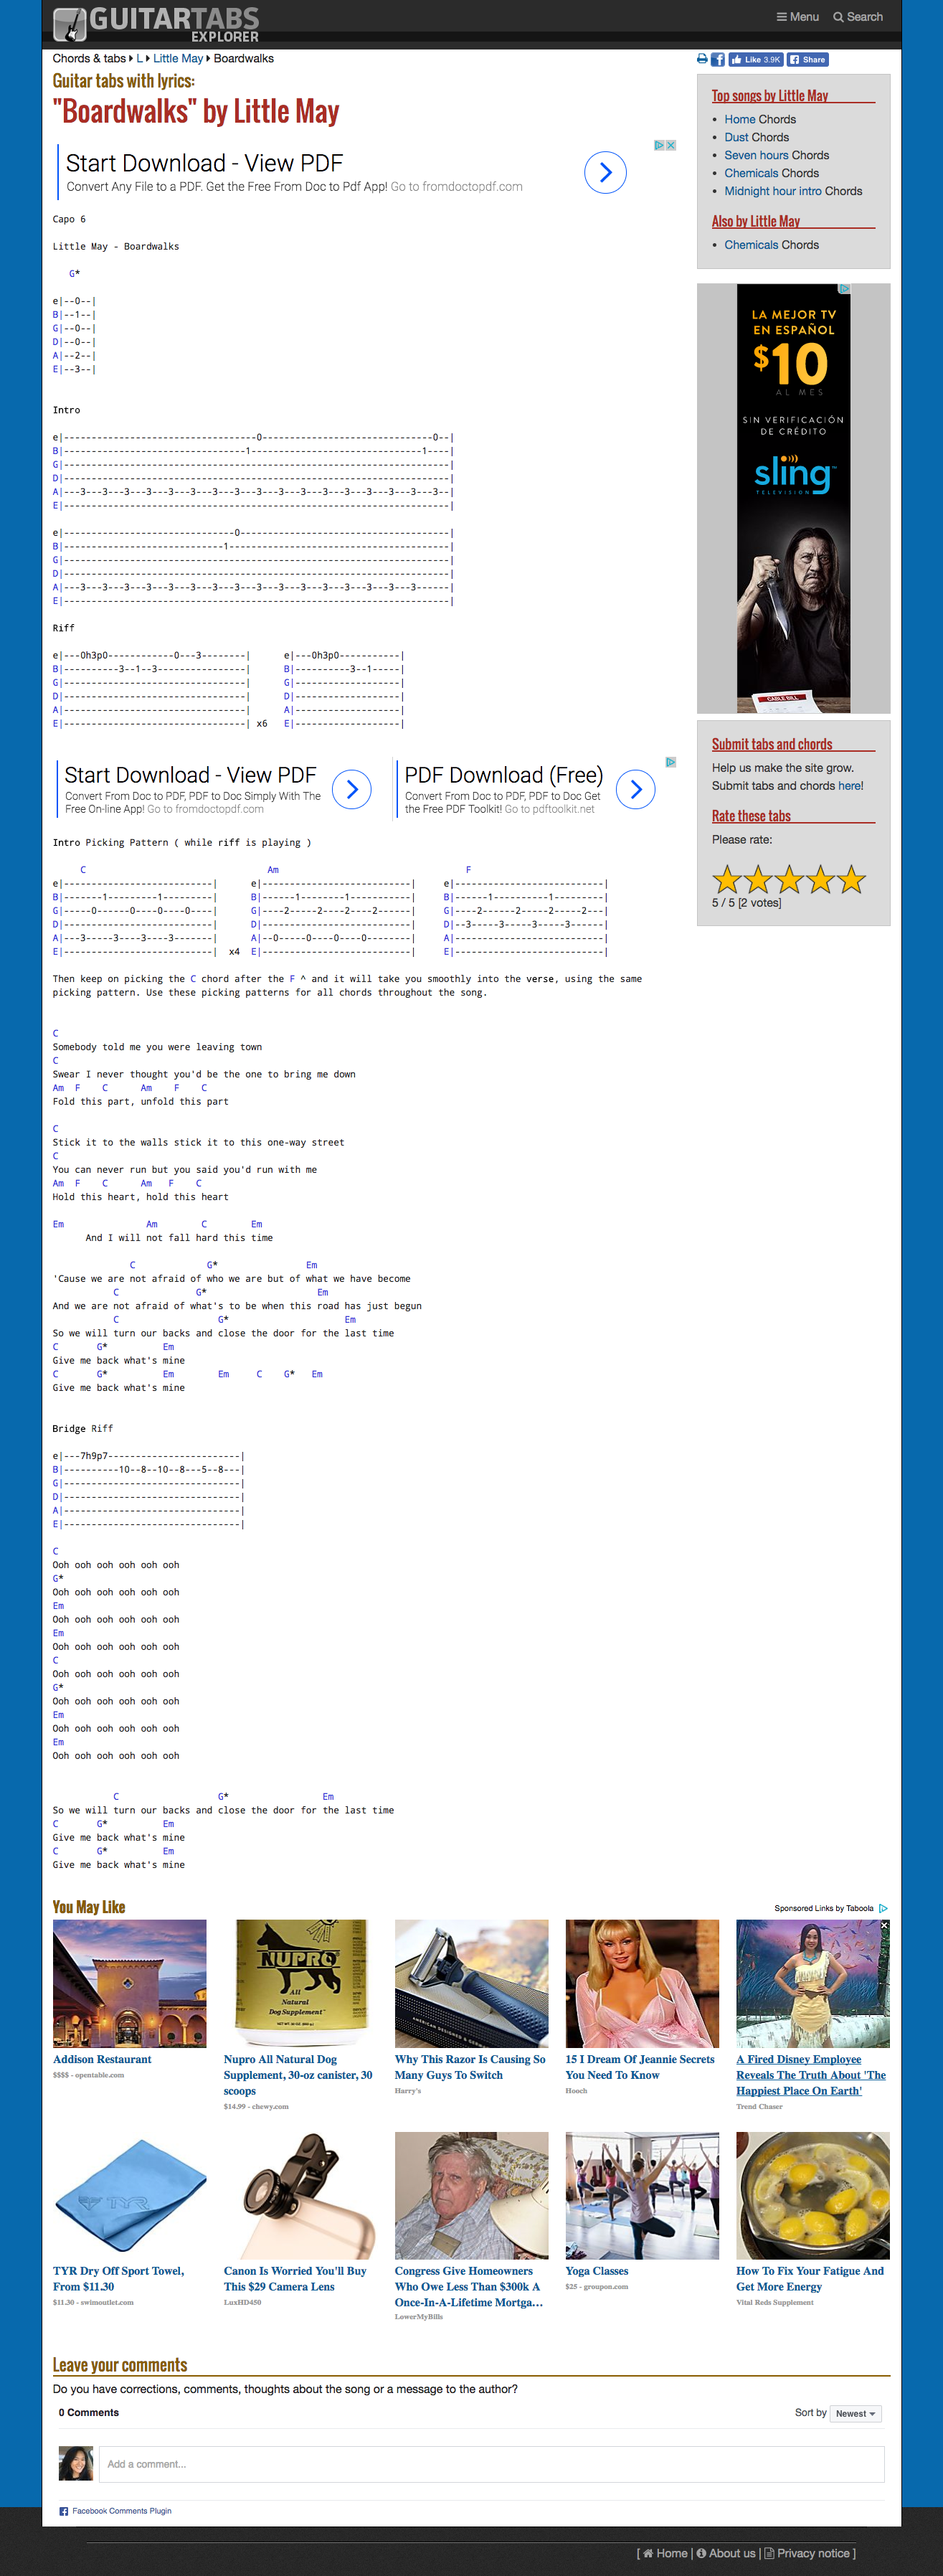 GUITARTABS
EXPLORER
Menu Search
Chords & tabs L Little May Boardwalks
Like 3.9K Share
Guitar tabs with lyrics:
"Boardwalks" by Little May
Start Download - View PDF
Convert Any File to a PDF. Get the Free From Doc to Pdf App! Go to fromdoctopdf.com
Capo 6
Little May - Boardwalks
   G*
e|--0--|
B|--1--|
G|--0--|
D|--0--|
A|--2--|
E|--3--|
Intro
e|-----------------------------------0-------------------------------0--|
B|---------------------------------1-------------------------------1----|
G|----------------------------------------------------------------------|
D|----------------------------------------------------------------------|
A|---3---3---3---3---3---3---3---3---3---3---3---3---3---3---3---3---3--|
E|----------------------------------------------------------------------|
e|-------------------------------0--------------------------------------|
B|-----------------------------1----------------------------------------|
G|----------------------------------------------------------------------|
D|----------------------------------------------------------------------|
A|---3---3---3---3---3---3---3---3---3---3---3---3---3---3---3---3------|
E|----------------------------------------------------------------------|
Riff
e|---0h3p0------------0---3--------|      e|---0h3p0-----------|
B|----------3--1--3----------------|      B|----------3--1-----|
G|---------------------------------|      G|-------------------|
D|---------------------------------|      D|-------------------|
A|---------------------------------|      A|-------------------|
E|---------------------------------| x6   E|-------------------|
Start Download - View PDF
Convert From Doc to PDF, PDF to Doc Simply With The
Free On-line App! Go to fromdoctopdf.com
PDF Download (Free)
Convert From Doc to PDF, PDF to Doc Get
the Free PDF Toolkit! Go to pdftoolkit.net
Intro Picking Pattern ( while riff is playing )
     C                                 Am                                  F
e|---------------------------|      e|---------------------------|     e|---------------------------|
B|-------1---------1---------|      B|------1--------1-----------|     B|------1----------1---------|
G|-----0------0----0----0----|      G|----2-----2----2----2------|     G|----2------2------2-----2---|
D|---------------------------|      D|---------------------------|     D|--3-----3-----3-----3------|
A|---3-----3----3----3-------|      A|--0-----0----0----0--------|     A|---------------------------|
E|---------------------------|  x4  E|---------------------------|     E|---------------------------|
Then keep on picking the C chord after the F ^ and it will take you smoothly into the verse, using the same
picking pattern. Use these picking patterns for all chords throughout the song.
C
Somebody told me you were leaving town
C
Swear I never thought you'd be the one to bring me down
Am  F    C      Am    F    C
Fold this part, unfold this part
C
Stick it to the walls stick it to this one-way street
C
You can never run but you said you'd run with me
Am  F    C      Am   F    C
Hold this heart, hold this heart
Em               Am        C        Em
      And I will not fall hard this time
              C             G*                Em
'Cause we are not afraid of who we are but of what we have become
           C              G*                    Em
And we are not afraid of what's to be when this road has just begun
           C                  G*                     Em
So we will turn our backs and close the door for the last time
C       G*          Em
Give me back what's mine
C       G*          Em        Em     C    G*   Em
Give me back what's mine
Bridge Riff
e|---7h9p7------------------------|
B|----------10--8--10--8---5--8---|
G|--------------------------------|
D|--------------------------------|
A|--------------------------------|
E|--------------------------------|
C
Ooh ooh ooh ooh ooh ooh
G*
Ooh ooh ooh ooh ooh ooh
Em
Ooh ooh ooh ooh ooh ooh
Em
Ooh ooh ooh ooh ooh ooh
C
Ooh ooh ooh ooh ooh ooh
G*
Ooh ooh ooh ooh ooh ooh
Em
Ooh ooh ooh ooh ooh ooh
Em
Ooh ooh ooh ooh ooh ooh
           C                  G*                 Em
So we will turn our backs and close the door for the last time
C       G*          Em
Give me back what's mine
C       G*          Em
Give me back what's mine
Top songs by Little May
Home Chords
Dust Chords
Seven hours Chords
Chemicals Chords
Midnight hour intro Chords
Also by Little May
Chemicals Chords
LA MEJOR TV
EN ESPAÑOL
$10
AL MES
SIN VERIFICACIÓN
DE CRÉDITO
sling
TELEVISION
CABLE BILL
Submit tabs and chords
Help us make the site grow.
Submit tabs and chords here!
Rate these tabs
Please rate:
5 / 5 [2 votes]
You May Like
Sponsored Links by Taboola
NUPRO
All
Natural
Dog Supplement
Addison Restaurant
$$$$ - opentable.com
Nupro All Natural Dog
Supplement, 30-oz canister, 30
scoops
$14.99 - chewy.com
Why This Razor Is Causing So
Many Guys To Switch
Harry's
15 I Dream Of Jeannie Secrets
You Need To Know
Hooch
A Fired Disney Employee
Reveals The Truth About 'The
Happiest Place On Earth'
Trend Chaser
TYR
TYR Dry Off Sport Towel,
From $11.30
$11.30 - swimoutlet.com
Canon Is Worried You'll Buy
This $29 Camera Lens
LuxHD450
Congress Give Homeowners
Who Owe Less Than $300k A
Once-In-A-Lifetime Mortga…
LowerMyBills
Yoga Classes
$25 - groupon.com
How To Fix Your Fatigue And
Get More Energy
Vital Reds Supplement
Leave your comments
Do you have corrections, comments, thoughts about the song or a message to the author?
0 Comments
Sort by Newest
Add a comment...
Facebook Comments Plugin
[ Home | About us | Privacy notice ]